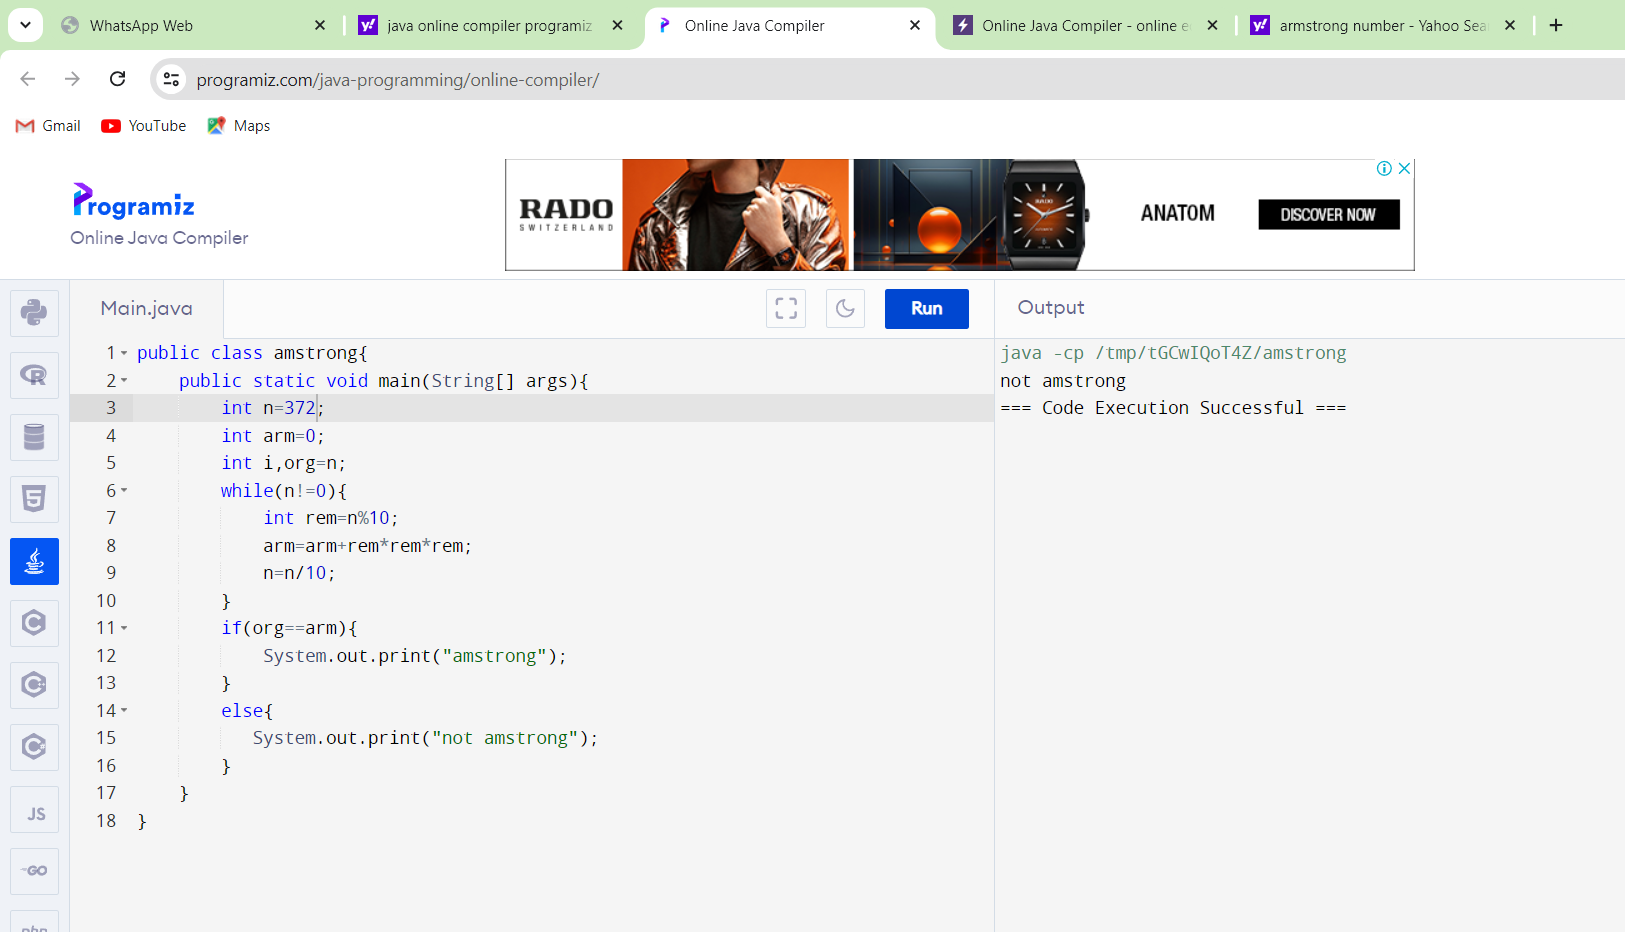 WhatsApp Web
java online compiler programiz
Online Java Compiler
Online Java Compiler - online e
armstrong number - Yahoo Sea
programiz.com/java-programming/online-compiler/
Gmail YouTube Maps
Programiz
Online Java Compiler
RADO
SWITZERLAND
ANATOM
DISCOVER NOW
Main.java
Run
Output
1 public class amstrong{
2 public static void main(String[] args){
3 int n=372;
4 int arm=0;
5 int i,org=n;
6 while(n!=0){
7 int rem=n%10;
8 arm=arm+rem*rem*rem;
9 n=n/10;
10 }
11 if(org==arm){
12 System.out.print("amstrong");
13 }
14 else{
15 System.out.print("not amstrong");
16 }
17 }
18 }
java -cp /tmp/tGCwIQoT4Z/amstrong
not amstrong
=== Code Execution Successful ===
JS
GO
php